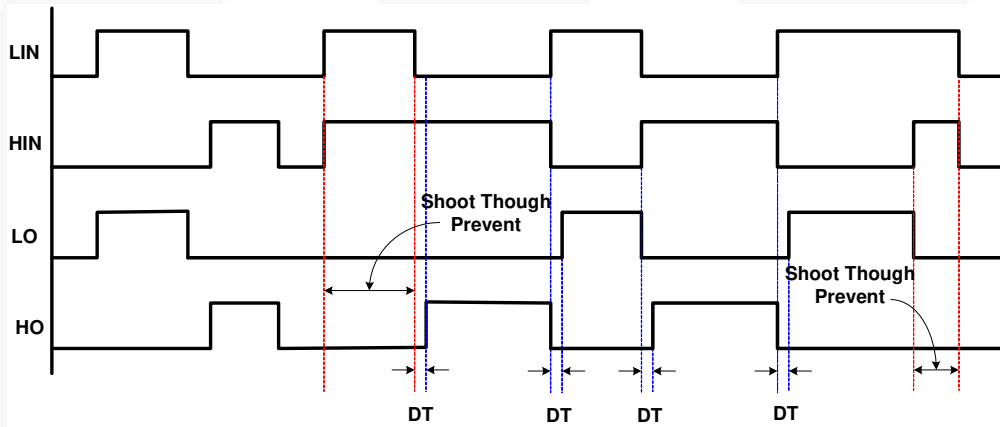 LIN
HIN
Shoot Though
Prevent
LO
Shoot Though
Prevent
HO
DT
DT
DT
DT